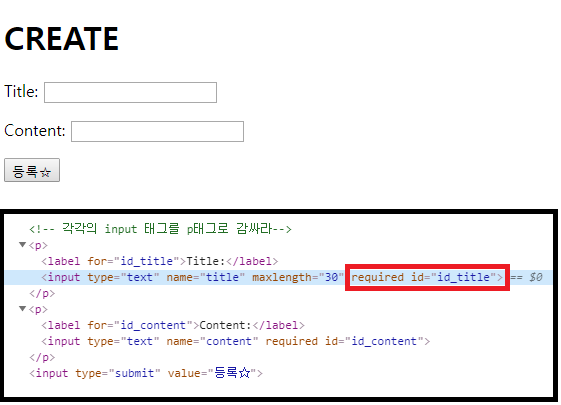 CREATE
Title:
Content:
등록☆
<!-- 각각의 input 태그를 p태그로 감싸라-->
▼<p>
<label for="id_title">Title:</label>
<input type="text" name="title" maxlength="30" required id="id_title"> == $0
</p>
▼<p>
<label for="id_content">Content:</label>
<input type="text" name="content" required id="id_content">
</p>
<input type="submit" value="등록☆">